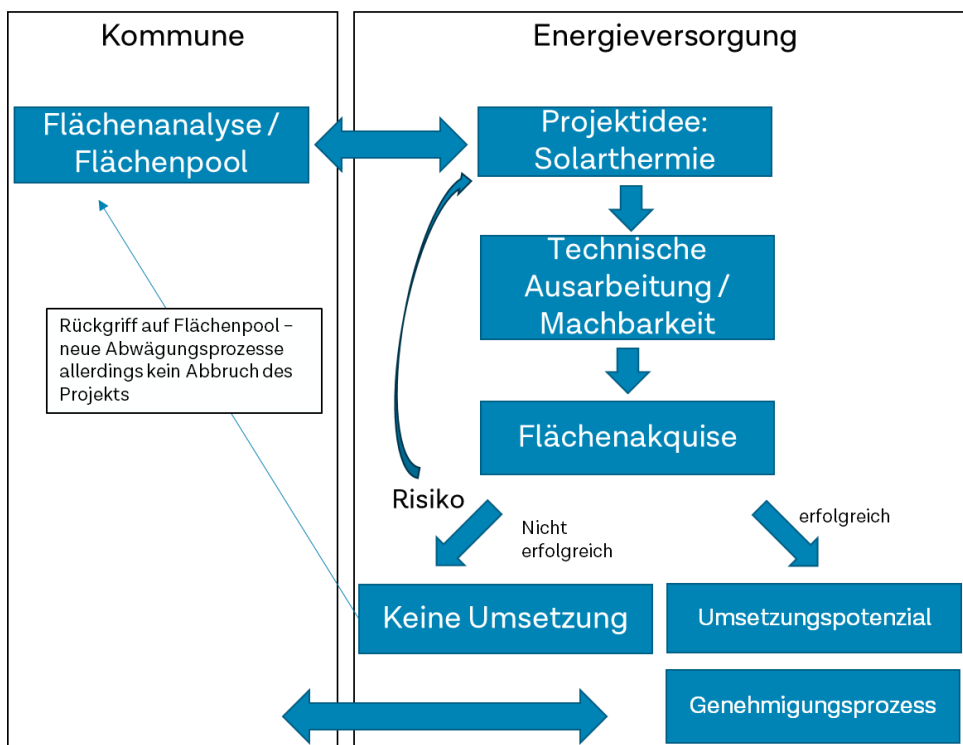 Kommune
Energieversorgung
Flächenanalyse /
Flächenpool
Projektidee:
Solarthermie
Technische
Ausarbeitung /
Machbarkeit
Rückgriff auf Flächenpool –
neue Abwägungsprozesse
allerdings kein Abbruch des
Projekts
Flächenakquise
Risiko
Nicht
erfolgreich
erfolgreich
Keine Umsetzung
Umsetzungspotenzial
Genehmigungsprozess